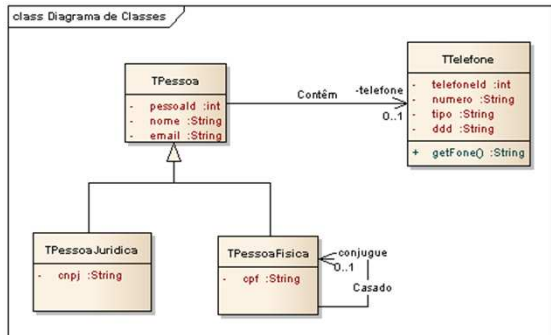 class Diagrama de Classes
TPessoa
- pessoaId :int
- nome :String
- email :String
Contêm
-telefone
0..1
TTelefone
- telefoneId :int
- numero :String
- tipo :String
- ddd :String
+ getFone() :String
TPessoaJuridica
- cnpj :String
TPessoaFisica
- cpf :String
conjugue
0..1
Casado